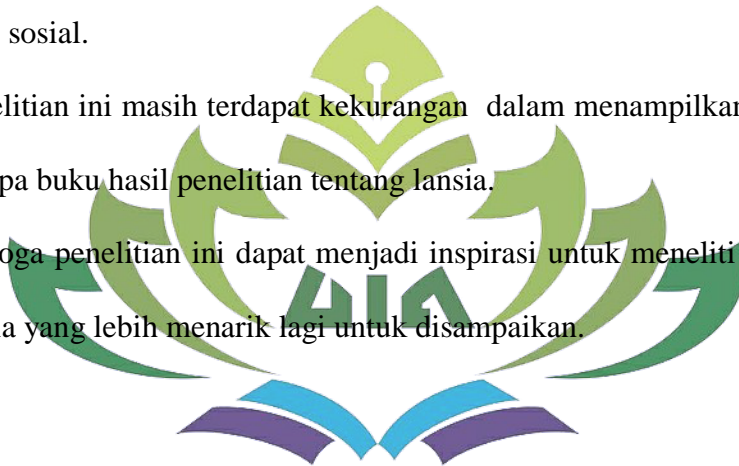 sosial.
elitian ini masih terdapat kekurangan dalam menampilkan
pa buku hasil penelitian tentang lansia.
oga penelitian ini dapat menjadi inspirasi untuk meneliti
a yang lebih menarik lagi untuk disampaikan.